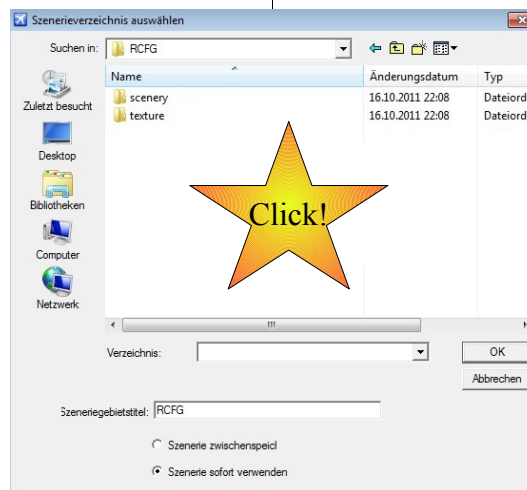 Szenerieverzeichnis auswählen
Suchen in: RCFG
Name Änderungsdatum Typ
scenery 16.10.2011 22:08 Dateiord
texture 16.10.2011 22:08 Dateiord
Zuletzt besucht
Desktop
Bibliotheken
Computer
Netzwerk
Click!
Verzeichnis: OK
Abbrechen
Szeneriegebietstitel: RCFG
Szenerie zwischenspeicl
Szenerie sofort verwenden